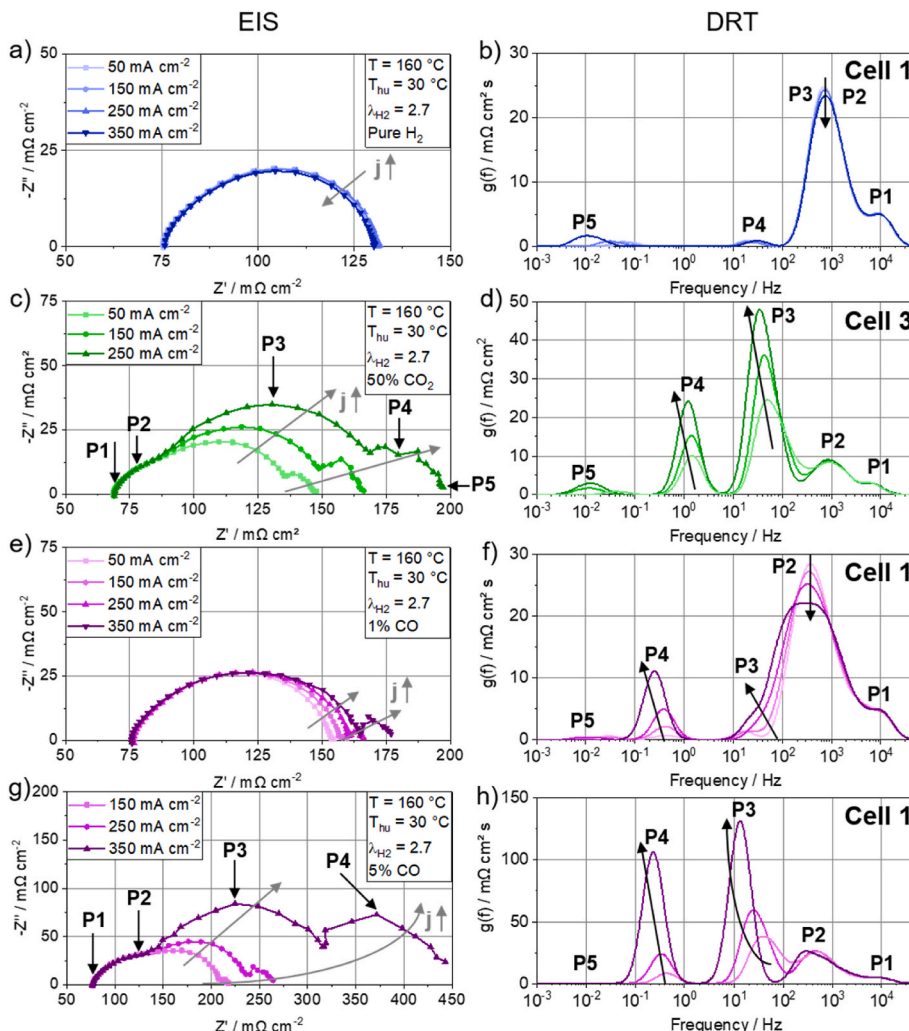 EIS
DRT
a)
50
25
0
-Z'' / mΩ cm⁻²
50 mA cm⁻²
150 mA cm⁻²
250 mA cm⁻²
350 mA cm⁻²
T = 160 °C
T_hu = 30 °C
λ_H2 = 2.7
Pure H₂
j↑
50 75 100 125 150
Z' / mΩ cm⁻²
b)
30
20
10
0
g(f) / mΩ cm² s
Cell 1
P3 P2
P1
P5
P4
10⁻³ 10⁻² 10⁻¹ 10⁰ 10¹ 10² 10³ 10⁴
Frequency / Hz
c)
75
50
25
0
-Z'' / mΩ cm²
50 mA cm⁻²
150 mA cm⁻²
250 mA cm⁻²
T = 160 °C
T_hu = 30 °C
λ_H2 = 2.7
50% CO₂
P3
j↑
P4
P2
P1
P5
50 75 100 125 150 175 200
Z' / mΩ cm²
d)
50
40
30
20
10
0
g(f) / mΩ cm²
Cell 3
P3
P4
P2
P5
P1
10⁻³ 10⁻² 10⁻¹ 10⁰ 10¹ 10² 10³ 10⁴
Frequency / Hz
e)
75
50
25
0
-Z'' / mΩ cm⁻²
50 mA cm⁻²
150 mA cm⁻²
250 mA cm⁻²
350 mA cm⁻²
T = 160 °C
T_hu = 30 °C
λ_H2 = 2.7
1% CO
j↑
50 75 100 125 150 175 200
Z' / mΩ cm⁻²
f)
30
20
10
0
g(f) / mΩ cm² s
Cell 1
P2
P4
P3
P1
P5
10⁻³ 10⁻² 10⁻¹ 10⁰ 10¹ 10² 10³ 10⁴
Frequency / Hz
g)
200
150
100
50
0
-Z'' / mΩ cm⁻²
150 mA cm⁻²
250 mA cm⁻²
350 mA cm⁻²
T = 160 °C
T_hu = 30 °C
λ_H2 = 2.7
5% CO
P3
P4
P2
P1
j↑
50 100 150 200 250 300 350 400 450
Z' / mΩ cm⁻²
h)
150
100
50
0
g(f) / mΩ cm² s
Cell 1
P3
P4
P2
P5
P1
10⁻³ 10⁻² 10⁻¹ 10⁰ 10¹ 10² 10³ 10⁴
Frequency / Hz